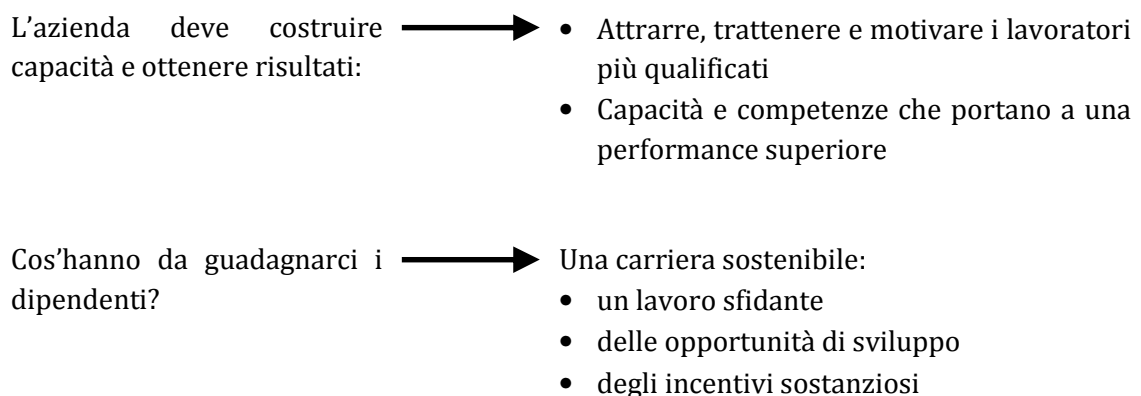 L’azienda deve costruire
capacità e ottenere risultati:
• Attrarre, trattenere e motivare i lavoratori
più qualificati
• Capacità e competenze che portano a una
performance superiore
Cos’hanno da guadagnarci i
dipendenti?
Una carriera sostenibile:
• un lavoro sfidante
• delle opportunità di sviluppo
• degli incentivi sostanziosi